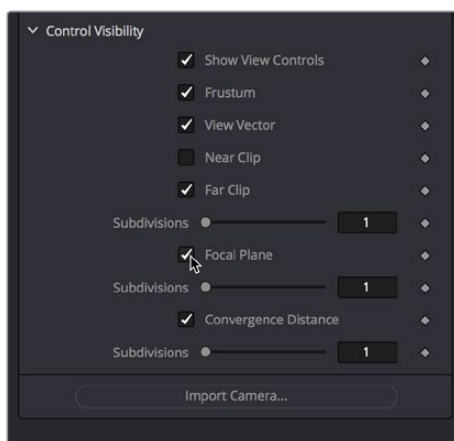 Control Visibility
Show View Controls
Frustum
View Vector
Near Clip
Far Clip
Subdivisions 1
Focal Plane
Subdivisions 1
Convergence Distance
Subdivisions 1
Import Camera...